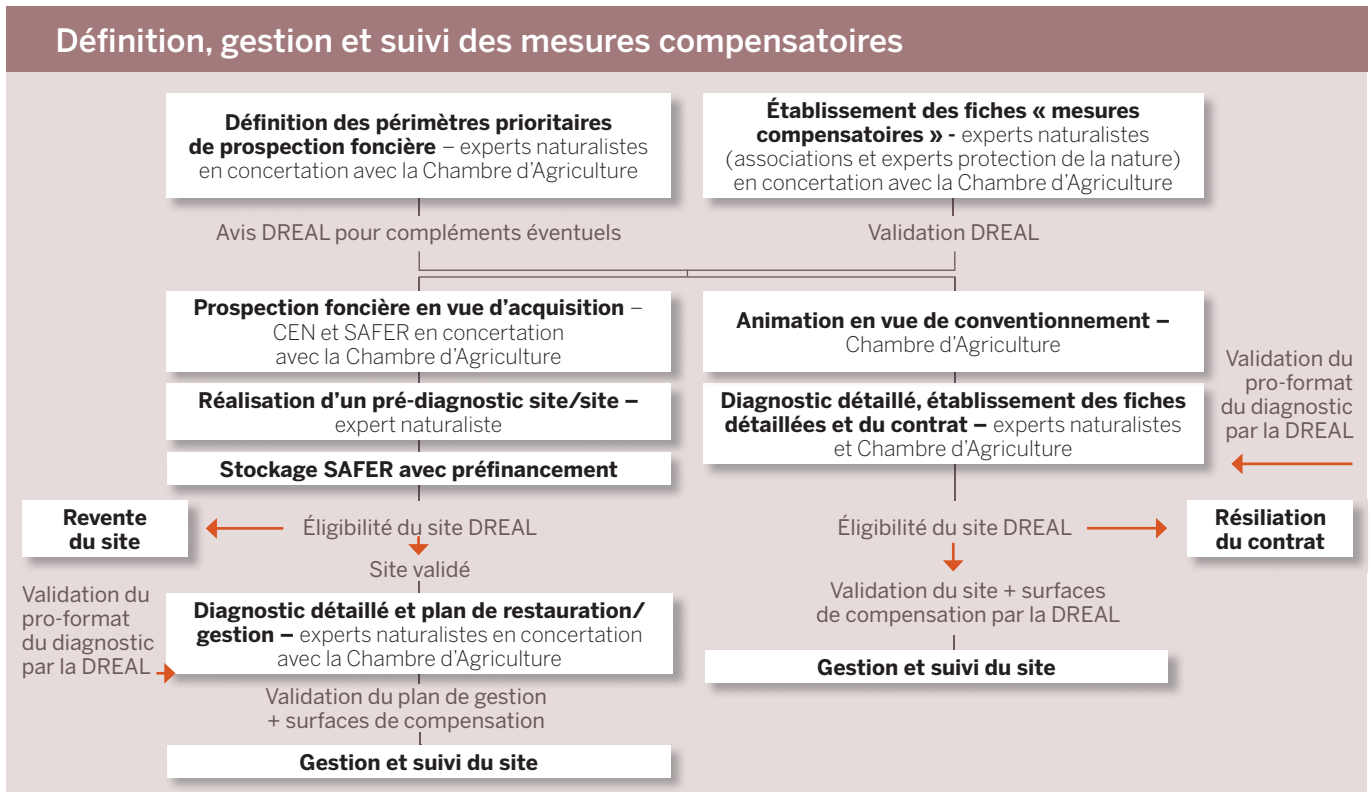 Définition, gestion et suivi des mesures compensatoires
Définition des périmètres prioritaires
de prospection foncière – experts naturalistes
en concertation avec la Chambre d'Agriculture
Établissement des fiches « mesures
compensatoires » - experts naturalistes
(associations et experts protection de la nature)
en concertation avec la Chambre d'Agriculture
Avis DREAL pour compléments éventuels
Validation DREAL
Prospection foncière en vue d'acquisition –
CEN et SAFER en concertation
avec la Chambre d'Agriculture
Animation en vue de conventionnement –
Chambre d'Agriculture
Réalisation d'un pré-diagnostic site/site –
expert naturaliste
Diagnostic détaillé, établissement des fiches
détaillées et du contrat – experts naturalistes
et Chambre d'Agriculture
Validation du
pro-format
du diagnostic
par la DREAL
Stockage SAFER avec préfinancement
Revente
du site
Éligibilité du site DREAL
Éligibilité du site DREAL
Résiliation
du contrat
Site validé
Validation du site + surfaces
de compensation par la DREAL
Validation du
pro-format
du diagnostic
par la DREAL
Diagnostic détaillé et plan de restauration/
gestion – experts naturalistes en concertation
avec la Chambre d'Agriculture
Gestion et suivi du site
Validation du plan de gestion
+ surfaces de compensation
Gestion et suivi du site